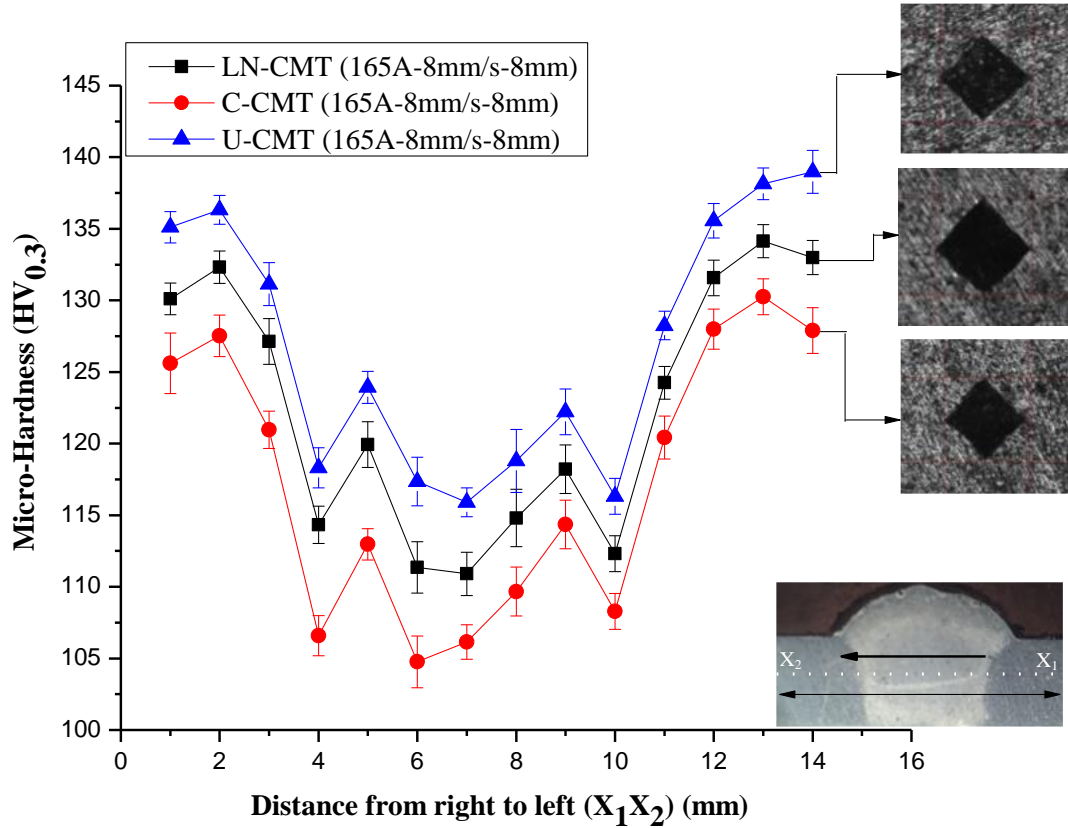 LN-CMT (165A-8mm/s-8mm)
C-CMT (165A-8mm/s-8mm)
U-CMT (165A-8mm/s-8mm)
145
140
135
130
125
120
115
110
105
100
0 2 4 6 8 10 12 14 16
Micro-Hardness (HV0.3)
Distance from right to left (X1X2) (mm)
X2 X1